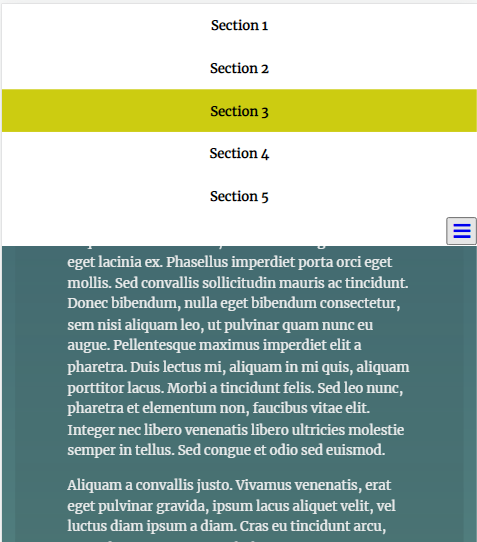 Section 1
Section 2
Section 3
Section 4
Section 5
eget lacinia ex. Phasellus imperdiet porta orci eget
mollis. Sed convallis sollicitudin mauris ac tincidunt.
Donec bibendum, nulla eget bibendum consectetur,
sem nisi aliquam leo, ut pulvinar quam nunc eu
augue. Pellentesque maximus imperdiet elit a
pharetra. Duis lectus mi, aliquam in mi quis, aliquam
porttitor lacus. Morbi a tincidunt felis. Sed leo nunc,
pharetra et elementum non, faucibus vitae elit.
Integer nec libero venenatis libero ultricies molestie
semper in tellus. Sed congue et odio sed euismod.
Aliquam a convallis justo. Vivamus venenatis, erat
eget pulvinar gravida, ipsum lacus aliquet velit, vel
luctus diam ipsum a diam. Cras eu tincidunt arcu,